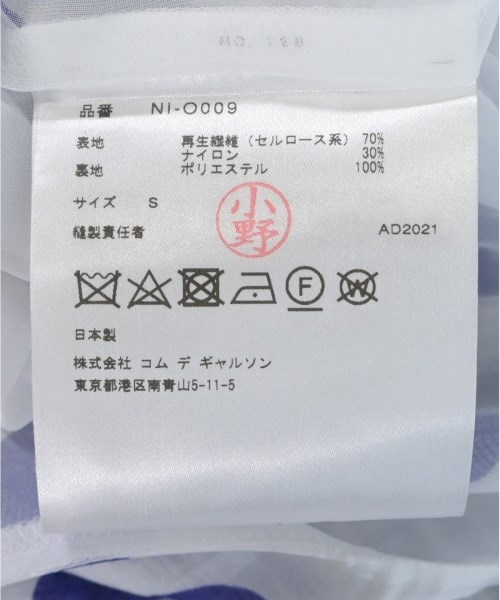 品番 NI-O009
表地 再生繊維（セルロース系） 70%
ナイロン 30%
裏地 ポリエステル 100%
サイズ S
小野
縫製責任者 AD2021
F W
日本製
株式会社 コム デ ギャルソン
東京都港区南青山5-11-5